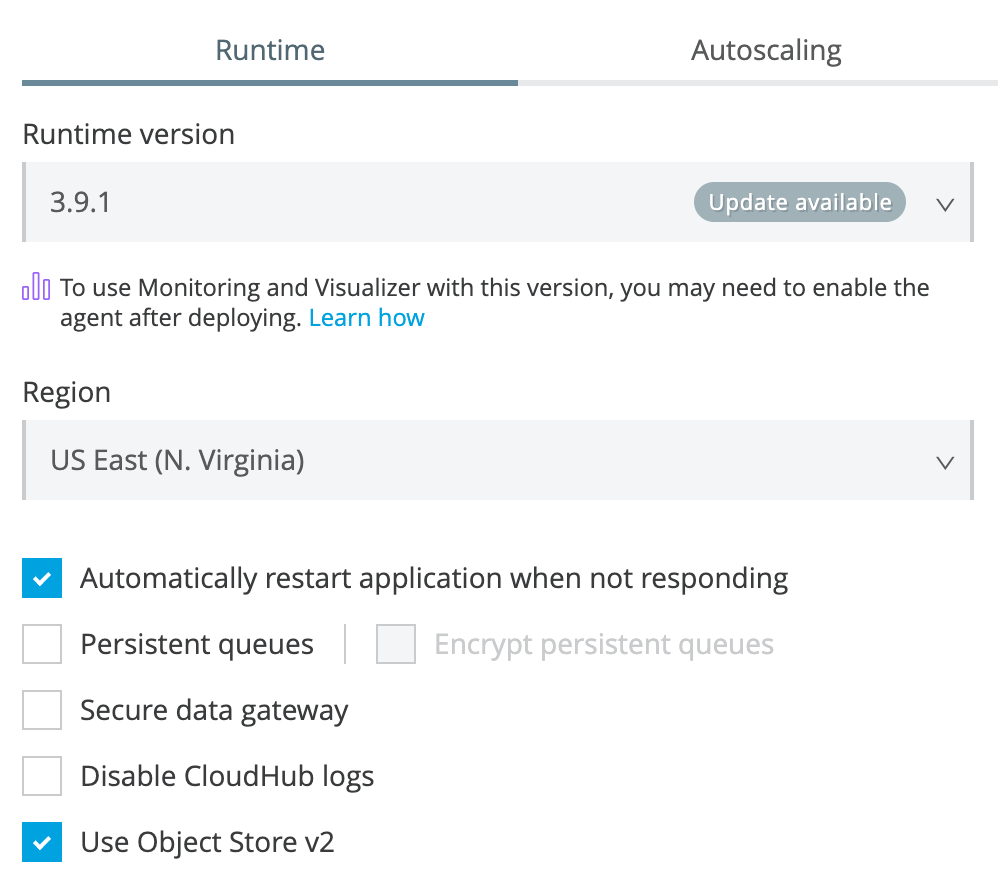 Runtime
Autoscaling
Runtime version
3.9.1
Update available
To use Monitoring and Visualizer with this version, you may need to enable the
agent after deploying. Learn how
Region
US East (N. Virginia)
Automatically restart application when not responding
Persistent queues
Encrypt persistent queues
Secure data gateway
Disable CloudHub logs
Use Object Store v2